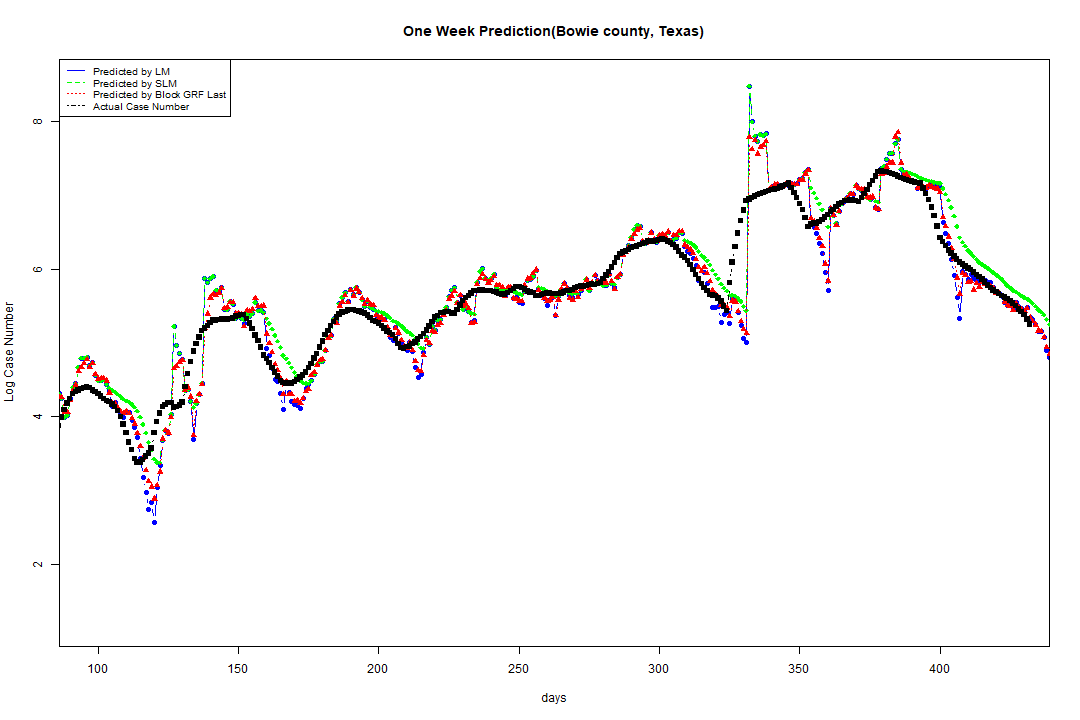 One Week Prediction(Bowie county, Texas)
Predicted by LM
Predicted by SLM
Predicted by Block GRF Last
Actual Case Number
8
6
4
2
Log Case Number
100 150 200 250 300 350 400
days